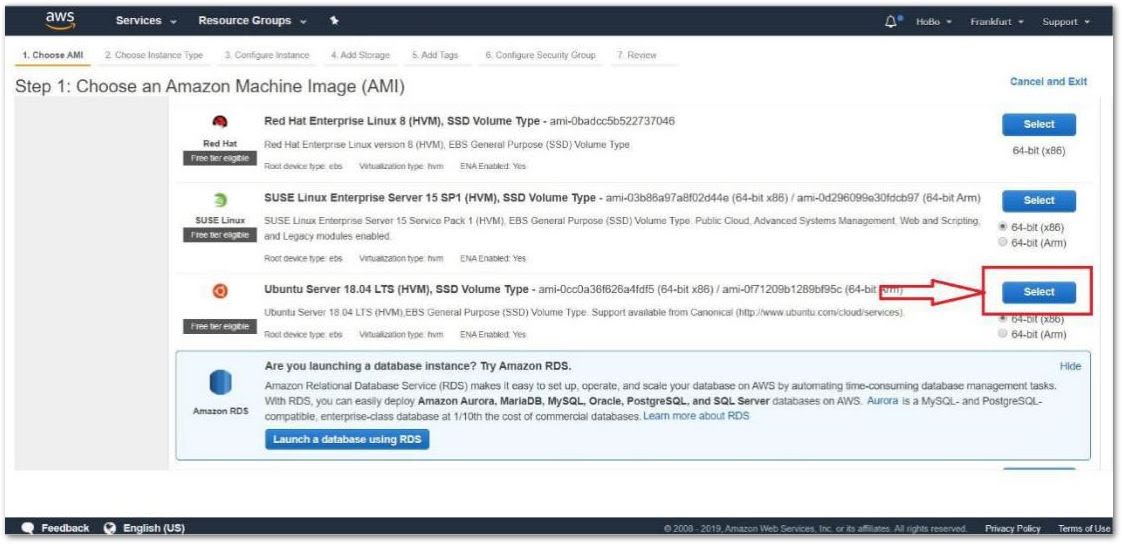 aws Services Resource Groups HoBo Frankfurt Support
1. Choose AMI 2. Choose Instance Type 3. Configure Instance 4. Add Storage 5. Add Tags 6. Configure Security Group 7. Review
Step 1: Choose an Amazon Machine Image (AMI)
Cancel and Exit
Red Hat Enterprise Linux 8 (HVM), SSD Volume Type - ami-0badcc5b522737046
Select
Red Hat
Red Hat Enterprise Linux version 8 (HVM), EBS General Purpose (SSD) Volume Type
64-bit (x86)
Free tier eligible
Root device type: ebs Virtualization type: hvm ENA Enabled: Yes
SUSE Linux Enterprise Server 15 SP1 (HVM), SSD Volume Type - ami-03b86a97a8f02d44e (64-bit x86) / ami-0d296099e30fdcb97 (64-bit Arm)
Select
SUSE Linux
SUSE Linux Enterprise Server 15 Service Pack 1 (HVM), EBS General Purpose (SSD) Volume Type. Public Cloud, Advanced Systems Management, Web and Scripting,
64-bit (x86)
Free tier eligible
and Legacy modules enabled.
64-bit (Arm)
Root device type: ebs Virtualization type: hvm ENA Enabled: Yes
Ubuntu Server 18.04 LTS (HVM), SSD Volume Type - ami-0cc0a36f626a4fdf5 (64-bit x86) / ami-0f71209b1289bf95c (64-bit Arm)
Select
Ubuntu Server 18.04 LTS (HVM),EBS General Purpose (SSD) Volume Type. Support available from Canonical (http://www.ubuntu.com/cloud/services).
64-bit (x86)
Free tier eligible
Root device type: ebs Virtualization type: hvm ENA Enabled: Yes
64-bit (Arm)
Are you launching a database instance? Try Amazon RDS.
Hide
Amazon RDS
Amazon Relational Database Service (RDS) makes it easy to set up, operate, and scale your database on AWS by automating time-consuming database management tasks.
With RDS, you can easily deploy Amazon Aurora, MariaDB, MySQL, Oracle, PostgreSQL, and SQL Server databases on AWS. Aurora is a MySQL- and PostgreSQL-
compatible, enterprise-class database at 1/10th the cost of commercial databases. Learn more about RDS
Launch a database using RDS
Feedback English (US) © 2008 - 2019, Amazon Web Services, Inc. or its affiliates. All rights reserved. Privacy Policy Terms of Use